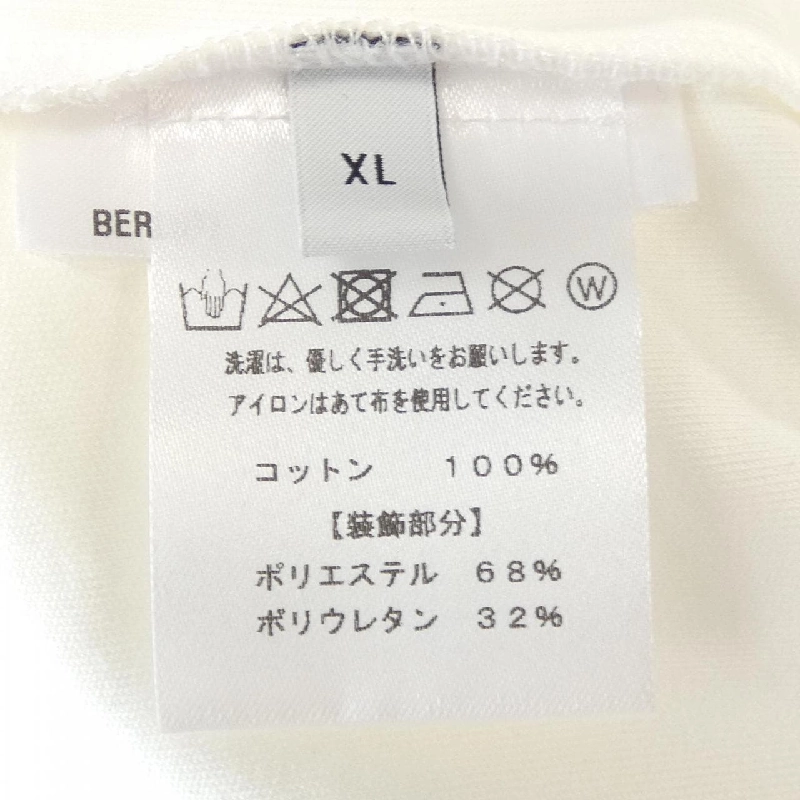 XL
BER
W
洗濯は、優しく手洗いをお願いします。
アイロンはあて布を使用してください。
コットン 100%
【装飾部分】
ポリエステル 68%
ポリウレタン 32%